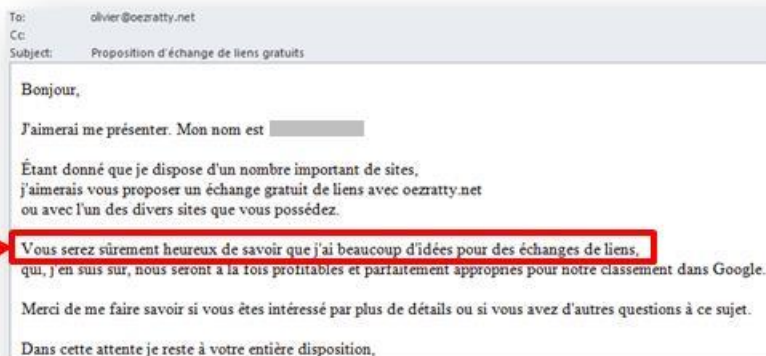 To: olivier@oezratty.net
Cc:
Subject: Proposition d'échange de liens gratuits
Bonjour,
J'aimerai me présenter. Mon nom est
Étant donné que je dispose d'un nombre important de sites,
j'aimerais vous proposer un échange gratuit de liens avec oezratty.net
ou avec l'un des divers sites que vous possédez.
Vous serez sûrement heureux de savoir que j'ai beaucoup d'idées pour des échanges de liens,
qui, j'en suis sur, nous seront à la fois profitables et parfaitement appropriés pour notre classement dans Google.
Merci de me faire savoir si vous êtes intéressé par plus de détails ou si vous avez d'autres questions à ce sujet.
Dans cette attente je reste à votre entière disposition,